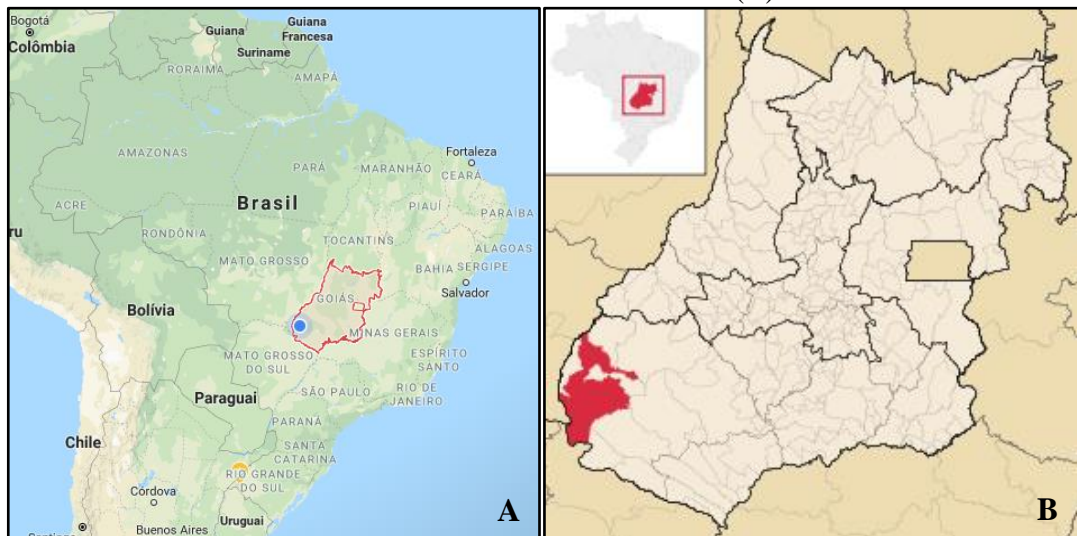 Bogotá
Colômbia
Guiana
Guiana
Francesa
Suriname
RORAIMA
AMAPÁ
AMAZONAS
PARÁ
MARANHÃO
Fortaleza
CEARÁ
Brasil
ACRE
PIAUÍ
PARAÍBA
RONDÔNIA
TOCANTINS
ALAGOAS
ru
MATO GROSSO
BAHIA
SERGIPE
Salvador
Bolívia
GOIÁS
MINAS GERAIS
MATO GROSSO
DO SUL
ESPÍRITO
SANTO
SÃO PAULO
RIO DE
JANEIRO
Paraguai
PARANÁ
Chile
SANTA
CATARINA
RIO GRANDE
DO SUL
Córdova
Uruguai
Buenos Aires
A
B